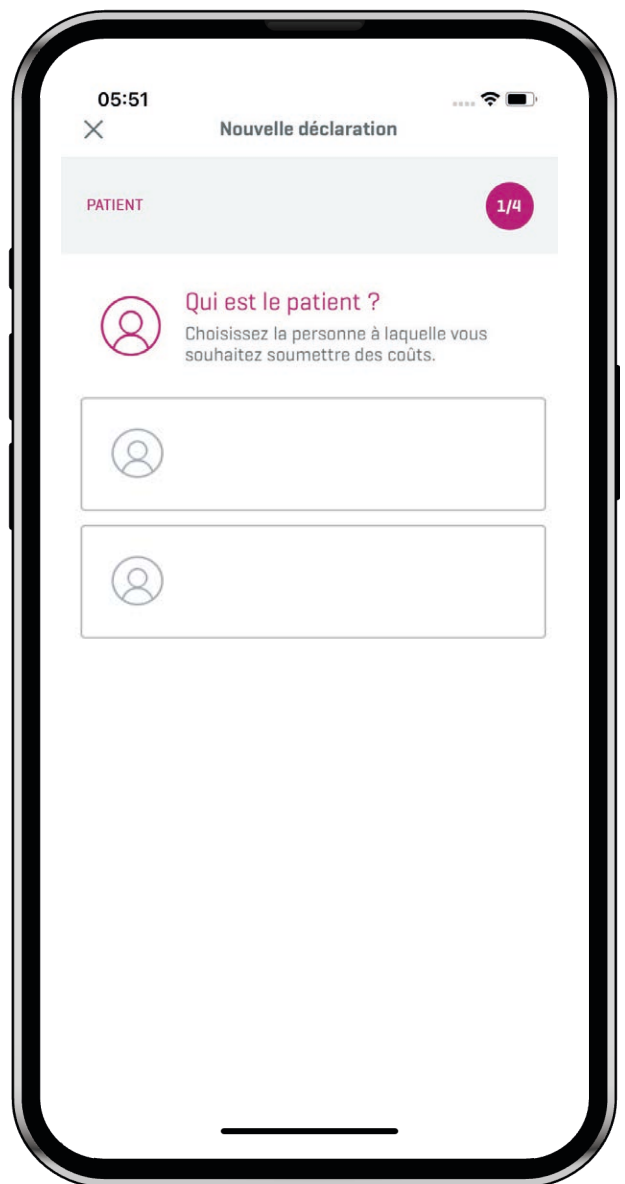 05:51
Nouvelle déclaration
PATIENT
1/4
Qui est le patient ?
Choisissez la personne à laquelle vous
souhaitez soumettre des coûts.